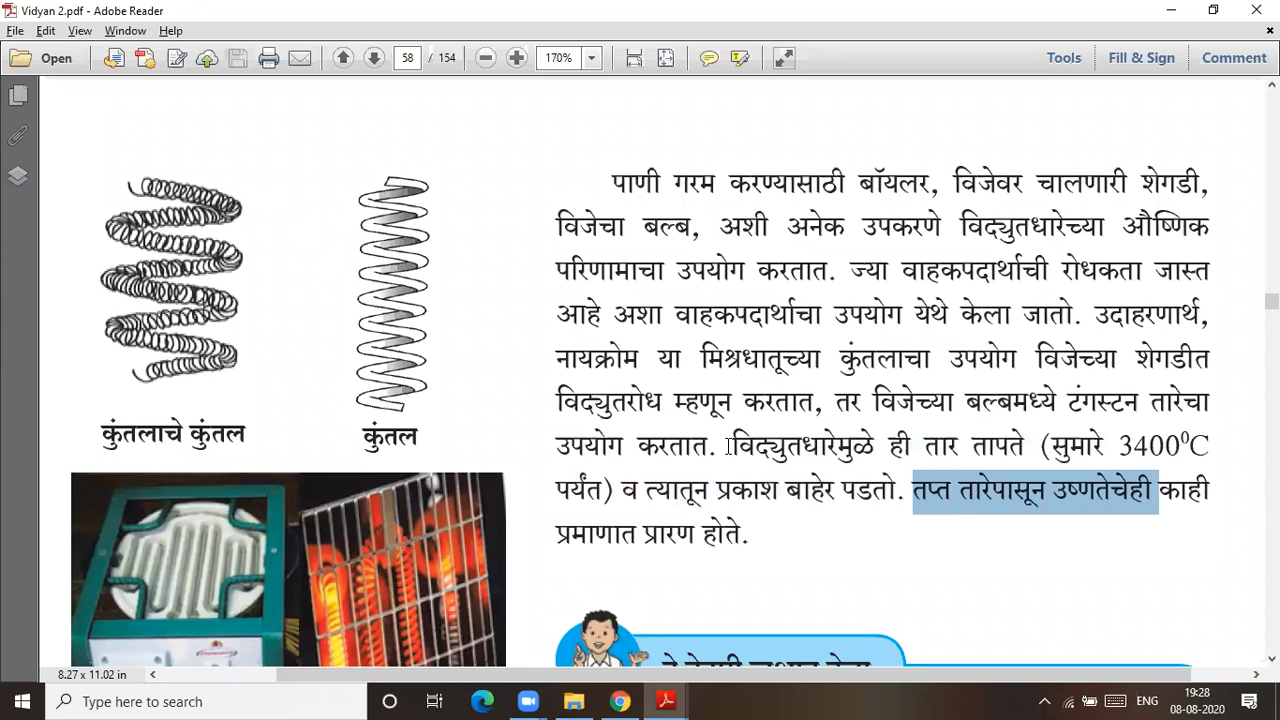 Vidyan 2.pdf - Adobe Reader
File Edit View Window Help
Open 58 / 154 170% Tools Fill & Sign Comment
पाणी गरम करण्यासाठी बॉयलर, विजेवर चालणारी शेगडी,
विजेचा बल्ब, अशी अनेक उपकरणे विद्युतधारेच्या औष्णिक
परिणामाचा उपयोग करतात. ज्या वाहकपदार्थाची रोधकता जास्त
आहे अशा वाहकपदार्थाचा उपयोग येथे केला जातो. उदाहरणार्थ,
नायक्रोम या मिश्रधातूच्या कुंतलाचा उपयोग विजेच्या शेगडीत
विद्युतरोध म्हणून करतात, तर विजेच्या बल्बमध्ये टंगस्टन तारेचा
उपयोग करतात. विद्युतधारेमुळे ही तार तापते (सुमारे 3400⁰C
पर्यंत) व त्यातून प्रकाश बाहेर पडतो. तप्त तारेपासून उष्णतेचेही काही
प्रमाणात प्रारण होते.
कुंतलाचे कुंतल
कुंतल
8.27 x 11.02 in
Type here to search
ENG
19:28
08-08-2020